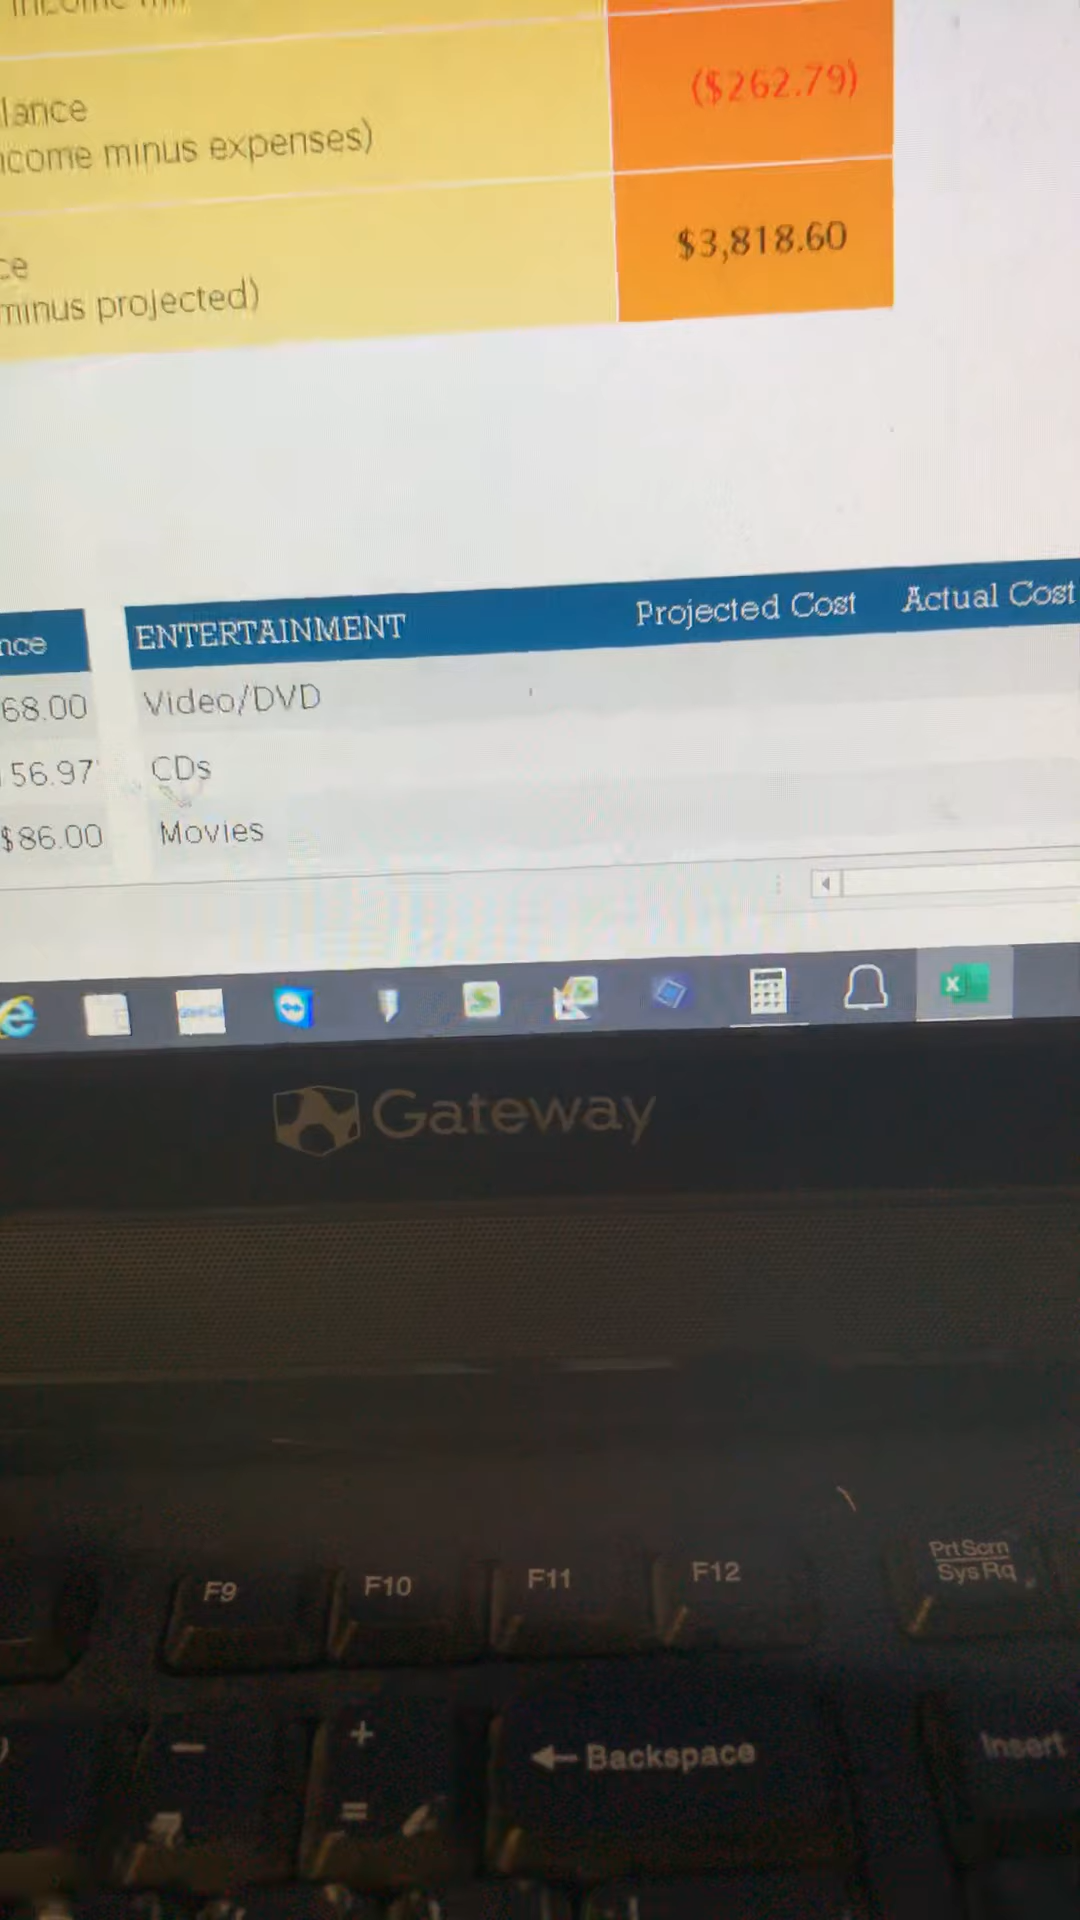 ($262.79)
lance
ncome minus expenses)
$3,818.60
ce
minus projected)
nce
ENTERTAINMENT
Projected Cost
Actual Cost
68.00
Video/DVD
56.97
CDs
$86.00
Movies
Gateway
F9
F10
F11
F12
PrtScrn
SysRq
+
=
Backspace
Insert